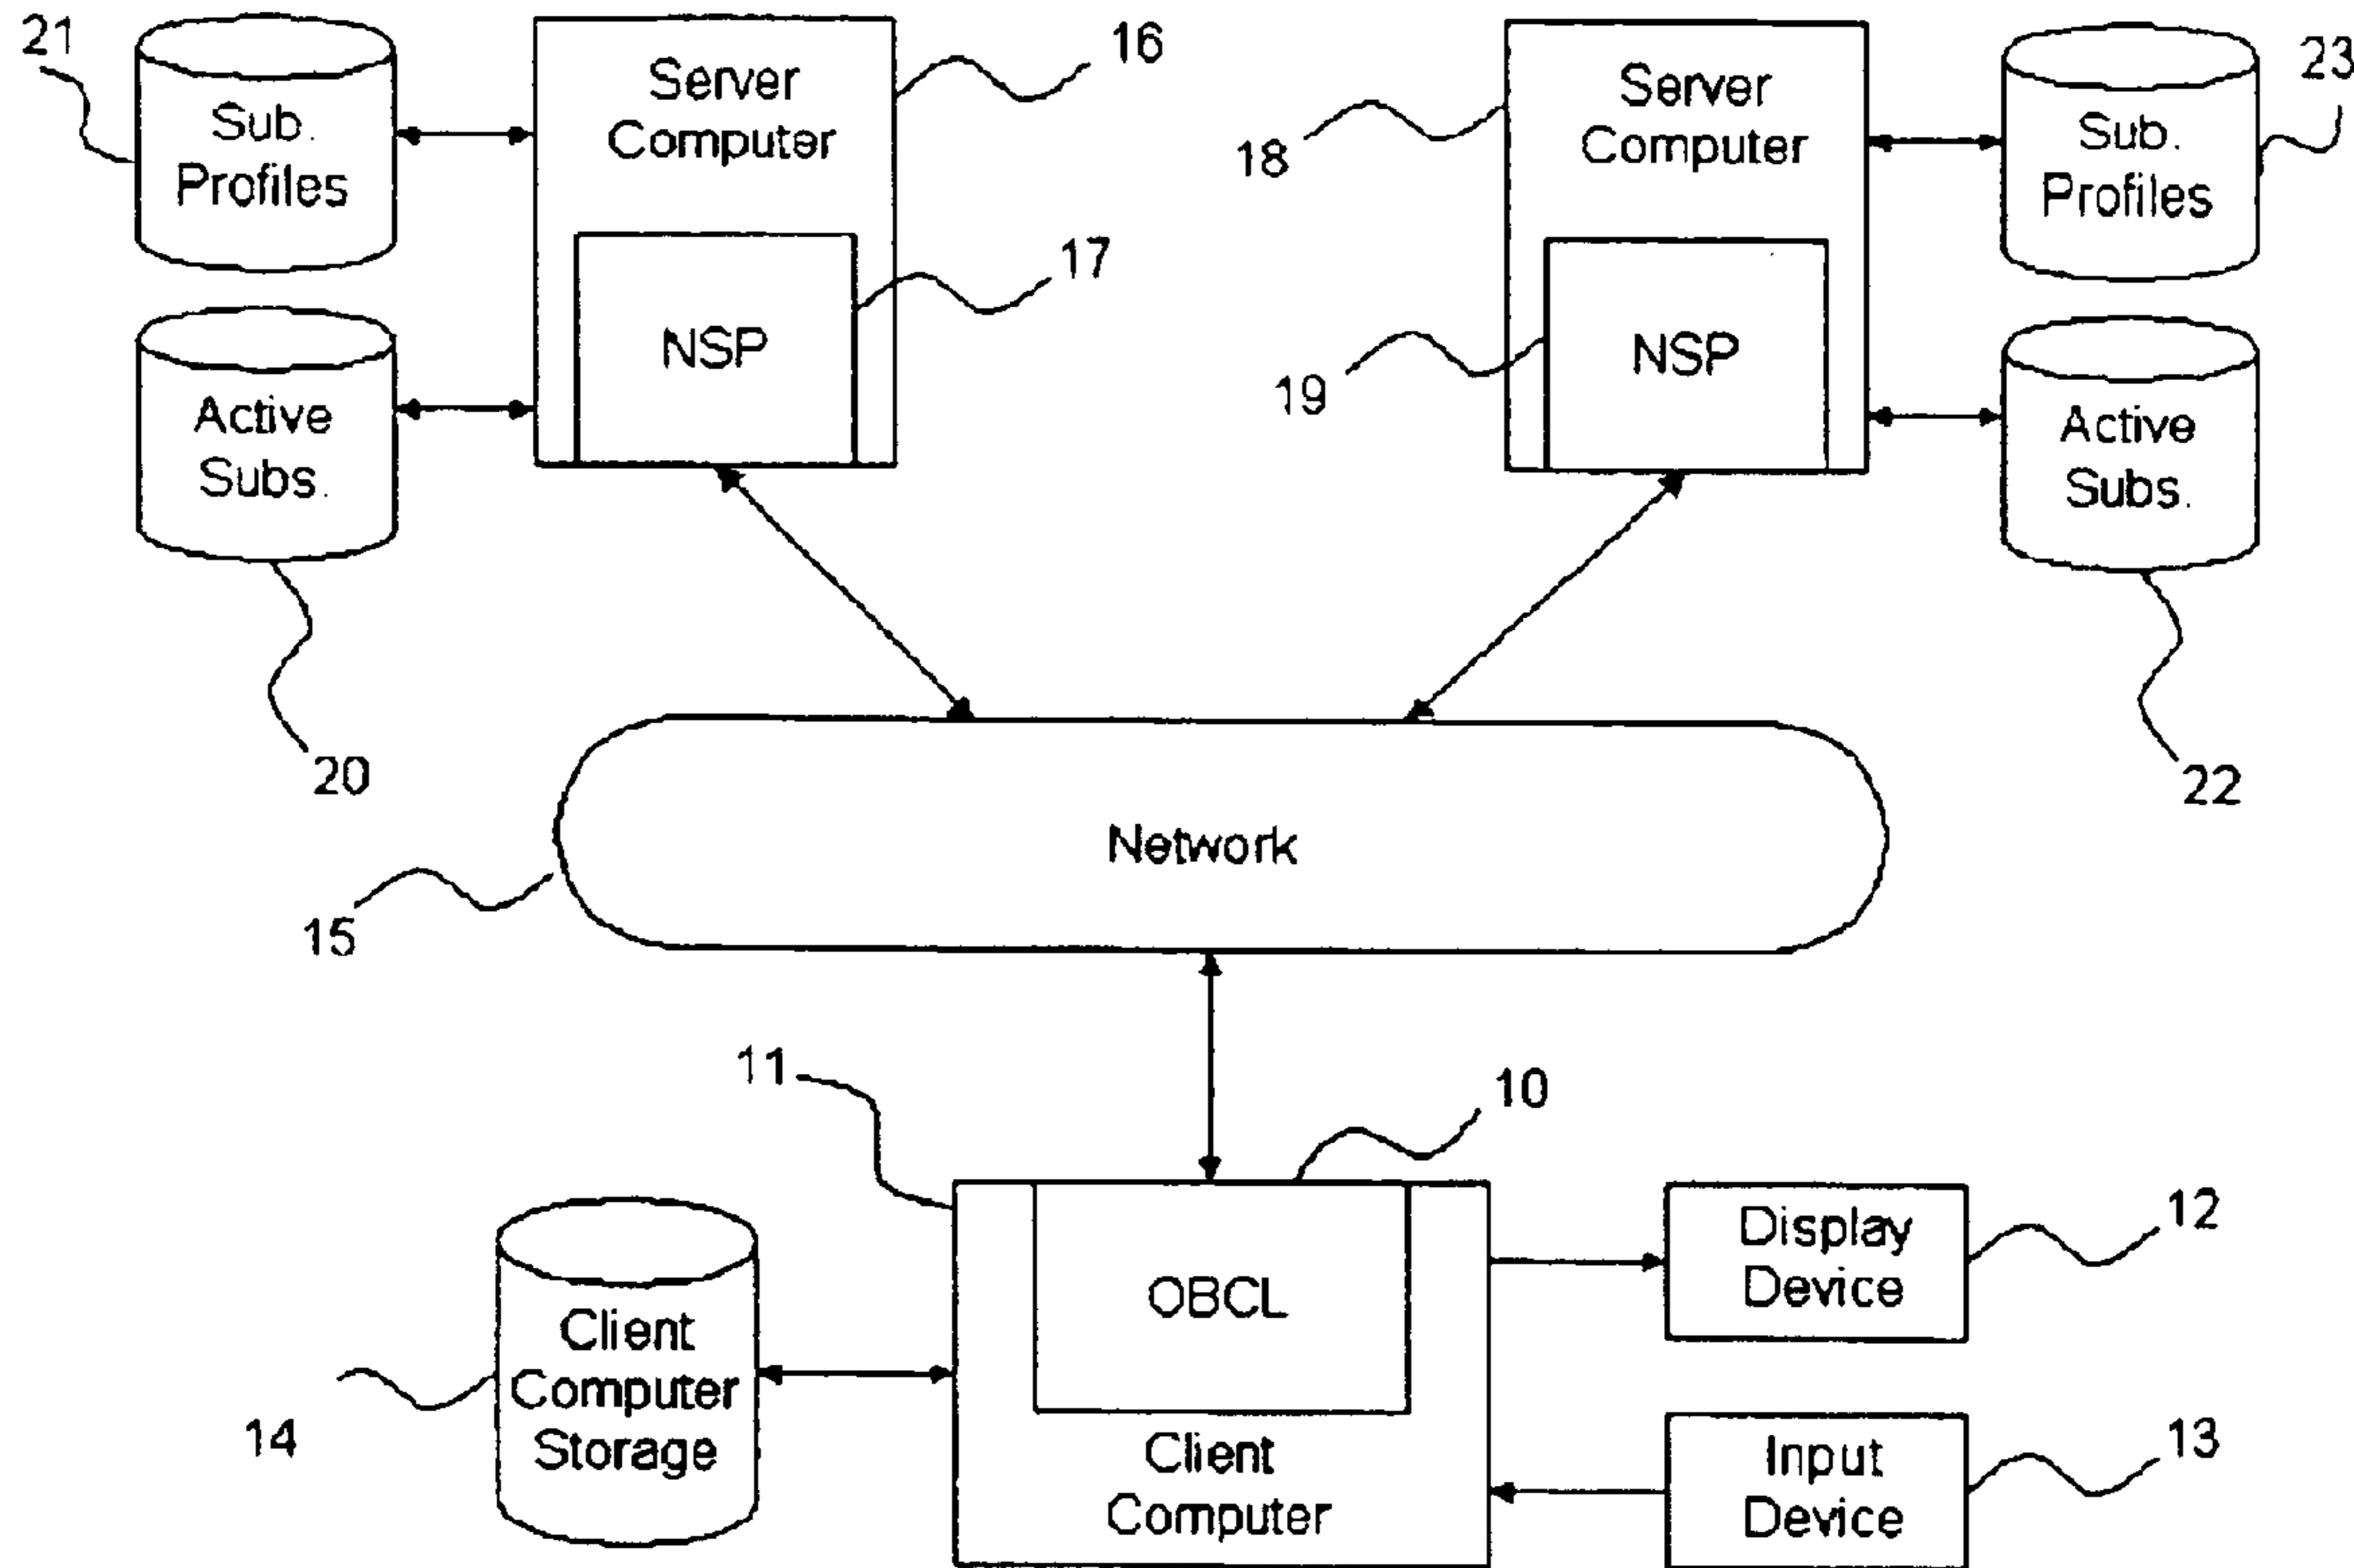 21
Sub.
Profiles
Server
Computer
16
17
NSP
Active
Subs.
20
18
Server
Computer
19
NSP
Sub.
Profiles
23
Active
Subs.
22
Network
15
11
10
OBCL
Client
Computer
Client
Computer
Storage
14
Display
Device
12
Input
Device
13